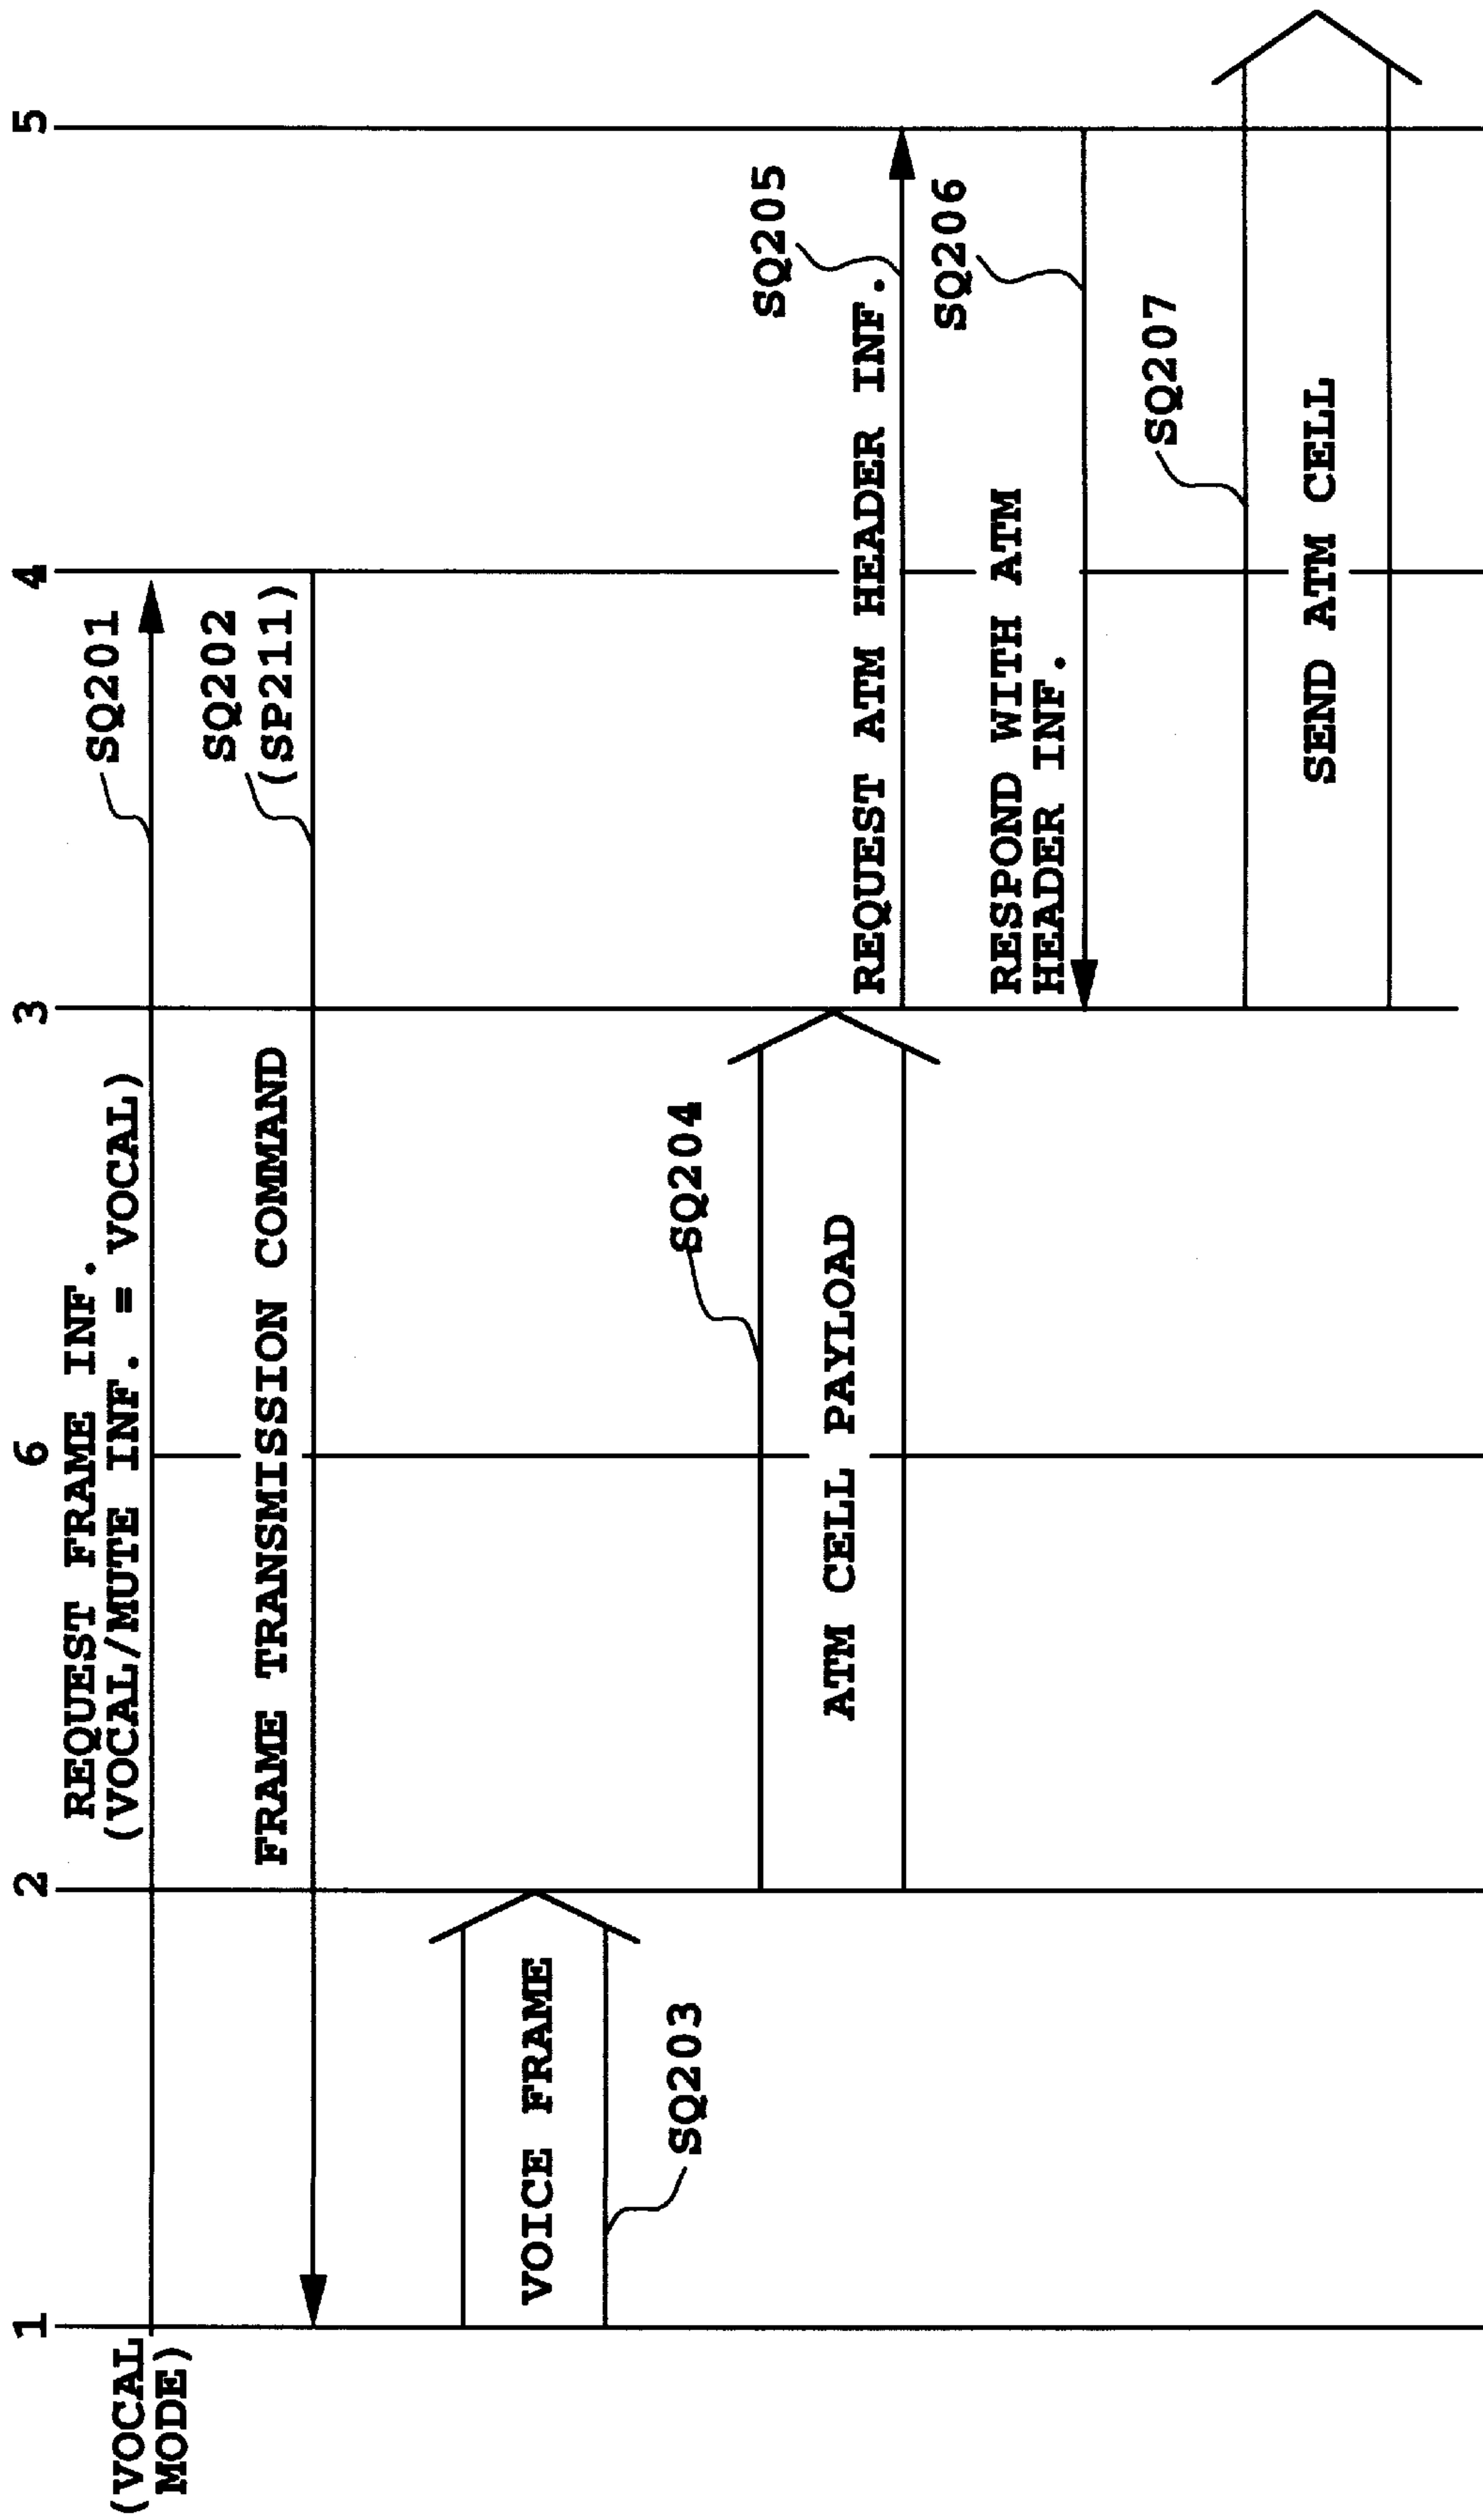 1
2
6
3
4
5
(VOCAL
MODE)
REQUEST FRAME INF.
(VOCAL/MUTE INF. = VOCAL)
SQ201
FRAME TRANSMISSION COMMAND
SQ202
(SP211)
VOICE FRAME
SQ203
SQ204
ATM CELL PAYLOAD
SQ205
REQUEST ATM HEADER INF.
SQ206
RESPOND WITH ATM
HEADER INF.
SQ207
SEND ATM CELL